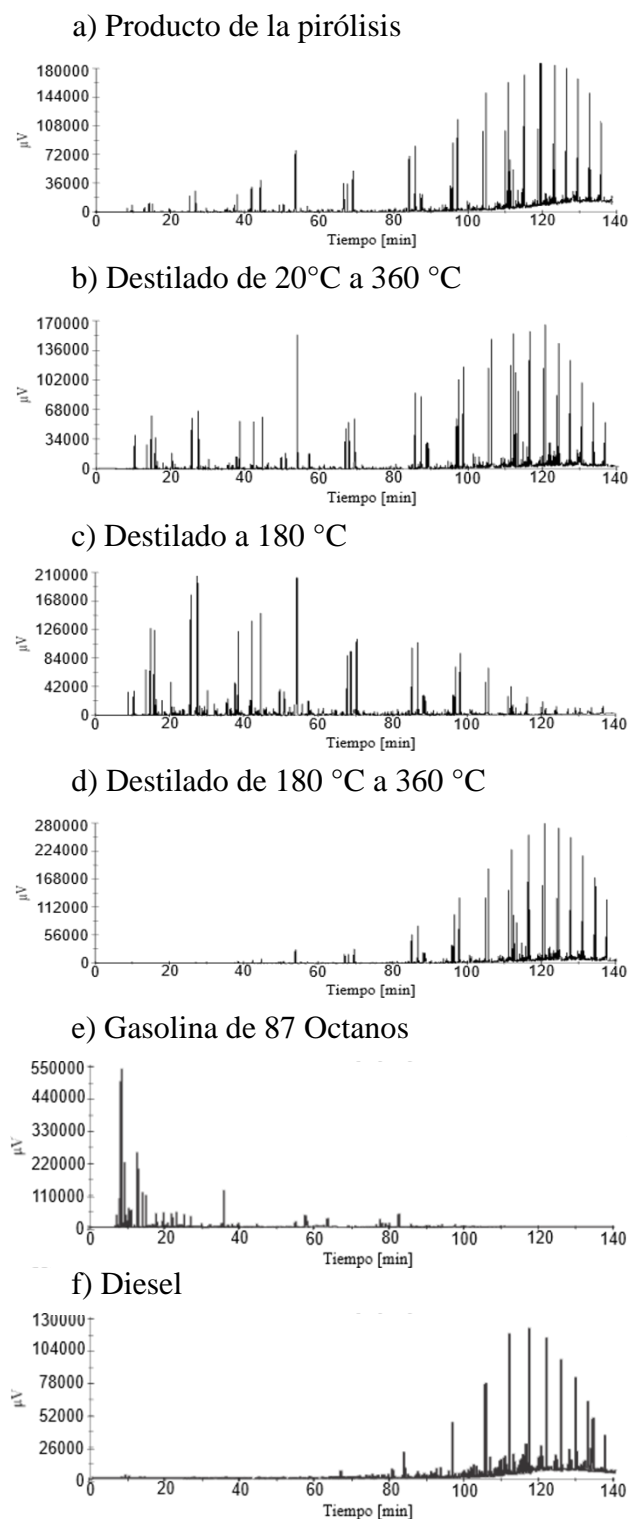 a) Producto de la pirólisis
180000
144000
108000
72000
36000
0
µV
0 20 40 60 80 100 120 140
Tiempo [min]
b) Destilado de 20°C a 360 °C
170000
136000
102000
68000
34000
0
µV
0 20 40 60 80 100 120 140
Tiempo [min]
c) Destilado a 180 °C
210000
168000
126000
84000
42000
0
µV
0 20 40 60 80 100 120 140
Tiempo [min]
d) Destilado de 180 °C a 360 °C
280000
224000
168000
112000
56000
0
µV
0 20 40 60 80 100 120 140
Tiempo [min]
e) Gasolina de 87 Octanos
550000
440000
330000
220000
110000
0
µV
0 20 40 60 80 100 120 140
Tiempo [min]
f) Diesel
130000
104000
78000
52000
26000
0
µV
0 20 40 60 80 100 120 140
Tiempo [min]